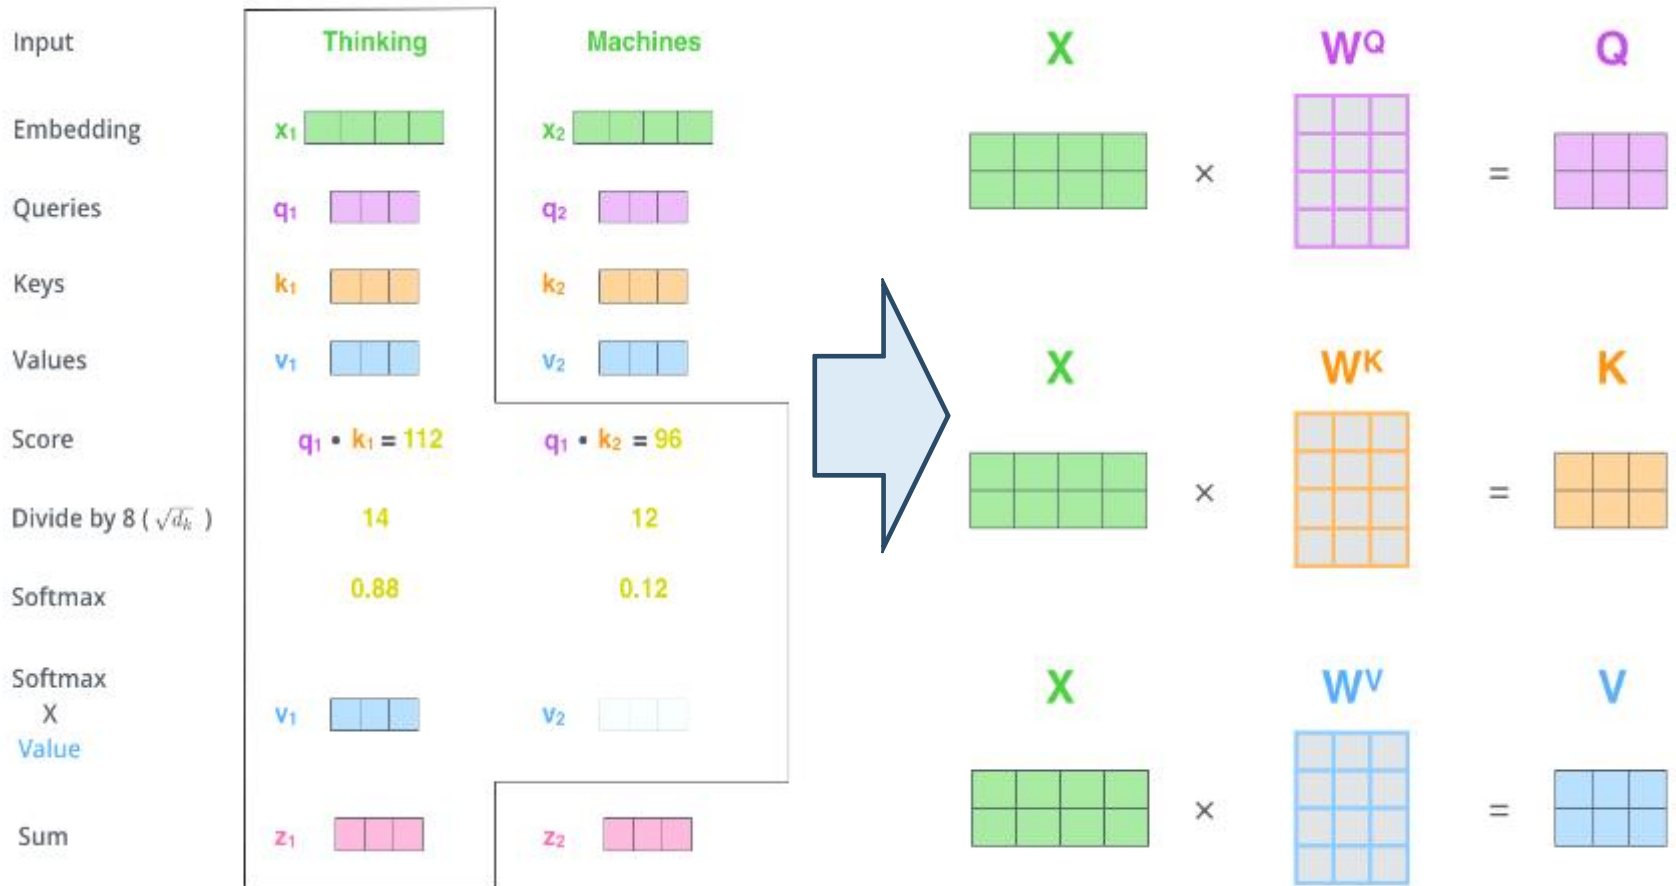 Input Thinking Machines
Embedding x₁ x₂
Queries q₁ q₂
Keys k₁ k₂
Values v₁ v₂
Score q₁ • k₁ = 112 q₁ • k₂ = 96
Divide by 8 ( √dₖ ) 14 12
Softmax 0.88 0.12
Softmax
X
Value
v₁ v₂
Sum z₁ z₂
X Wᑫ Q
× =
X Wᴷ K
× =
X Wⱽ V
× =